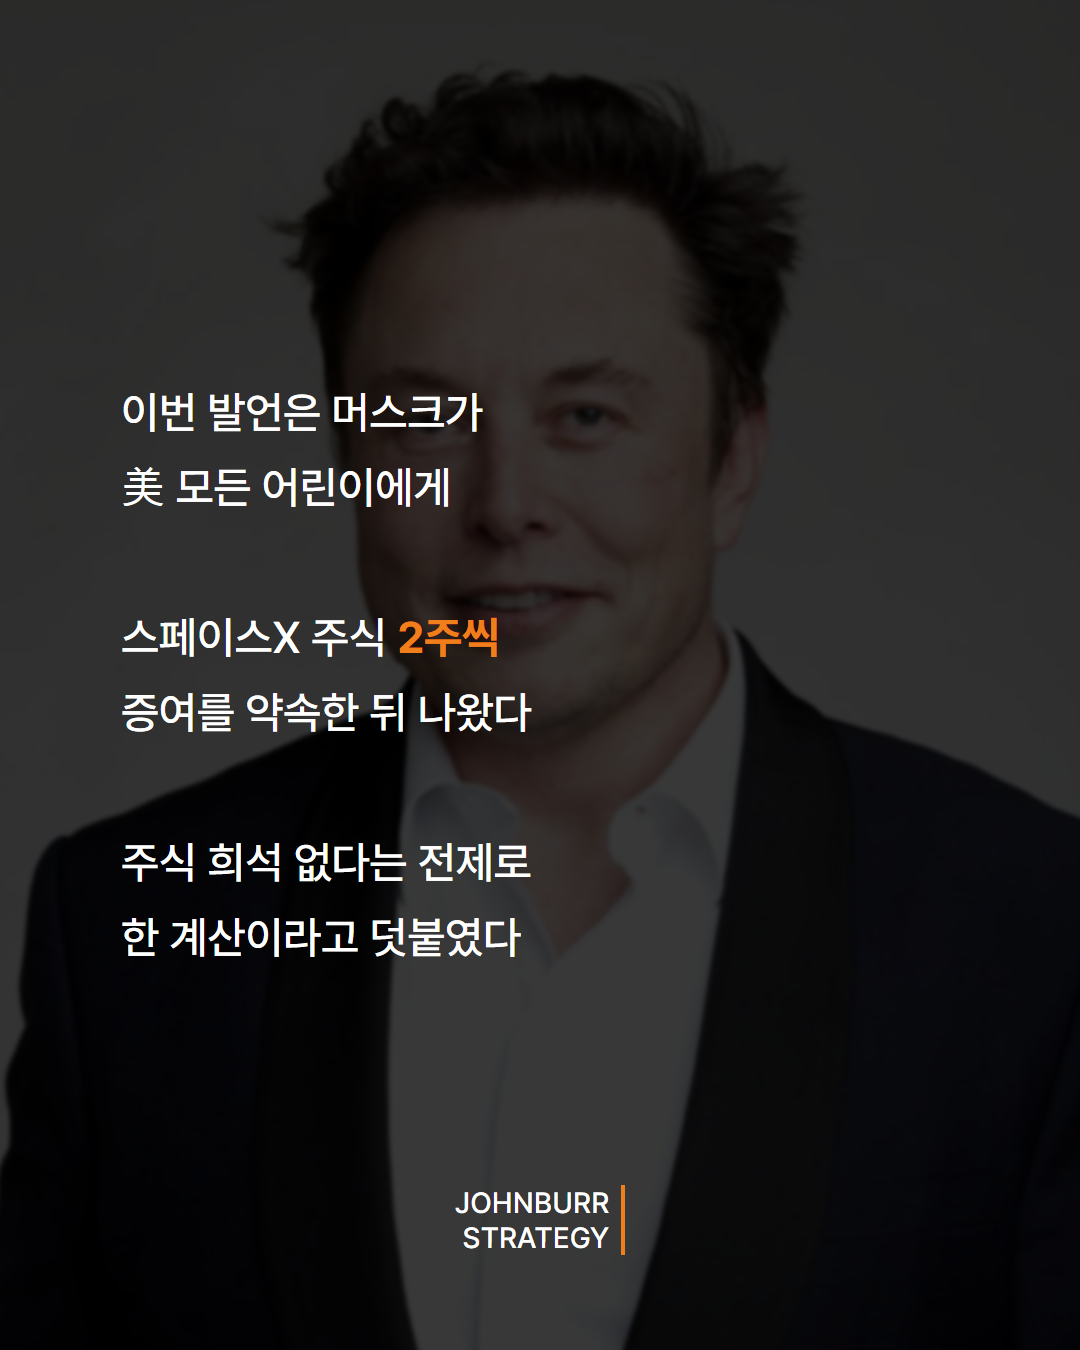 이번 발언은 머스크가
美 모든 어린이에게
스페이스X 주식 2주씩
증여를 약속한 뒤 나왔다
주식 희석 없다는 전제로
한 계산이라고 덧붙였다
JOHNBURR
STRATEGY